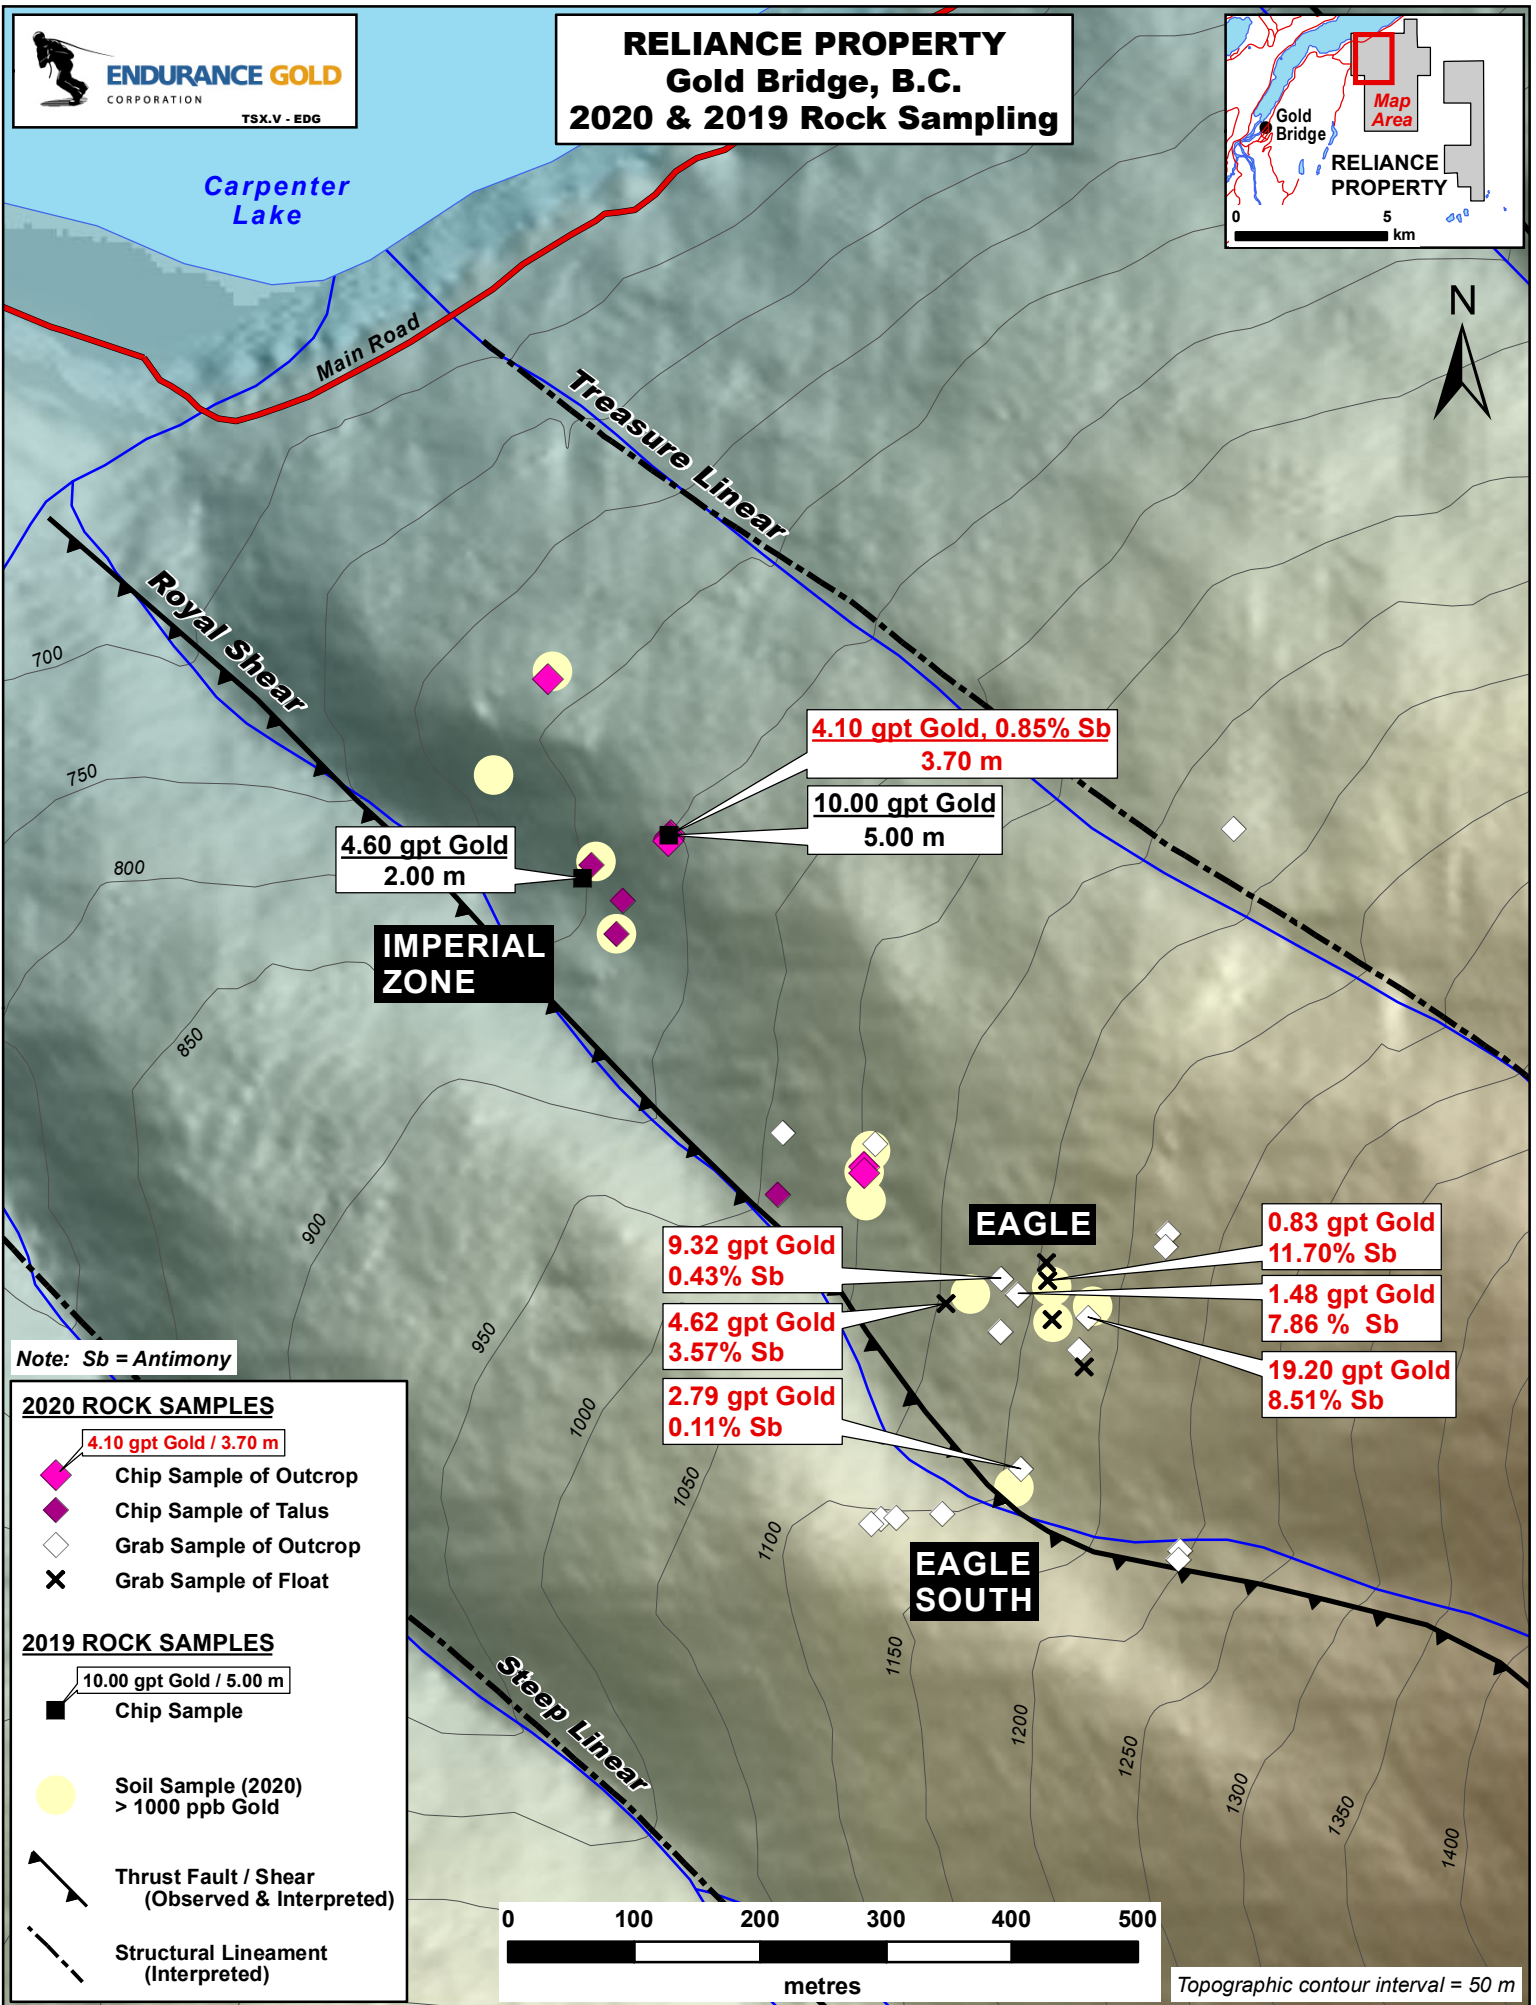 ENDURANCE GOLD
CORPORATION
TSX.V - EDG
RELIANCE PROPERTY
Gold Bridge, B.C.
2020 & 2019 Rock Sampling
Map
Area
Gold
Bridge
RELIANCE
PROPERTY
0 5
km
N
Carpenter
Lake
Main Road
Treasure Linear
Royal Shear
700
750
800
850
900
950
1000
1050
1100
1150
1200
1250
1300
1350
1400
4.10 gpt Gold, 0.85% Sb
3.70 m
10.00 gpt Gold
5.00 m
4.60 gpt Gold
2.00 m
IMPERIAL
ZONE
EAGLE
9.32 gpt Gold
0.43% Sb
4.62 gpt Gold
3.57% Sb
2.79 gpt Gold
0.11% Sb
0.83 gpt Gold
11.70% Sb
1.48 gpt Gold
7.86 % Sb
19.20 gpt Gold
8.51% Sb
EAGLE
SOUTH
Steep Linear
Note: Sb = Antimony
2020 ROCK SAMPLES
4.10 gpt Gold / 3.70 m
Chip Sample of Outcrop
Chip Sample of Talus
Grab Sample of Outcrop
Grab Sample of Float
2019 ROCK SAMPLES
10.00 gpt Gold / 5.00 m
Chip Sample
Soil Sample (2020)
> 1000 ppb Gold
Thrust Fault / Shear
(Observed & Interpreted)
Structural Lineament
(Interpreted)
0 100 200 300 400 500
metres
Topographic contour interval = 50 m